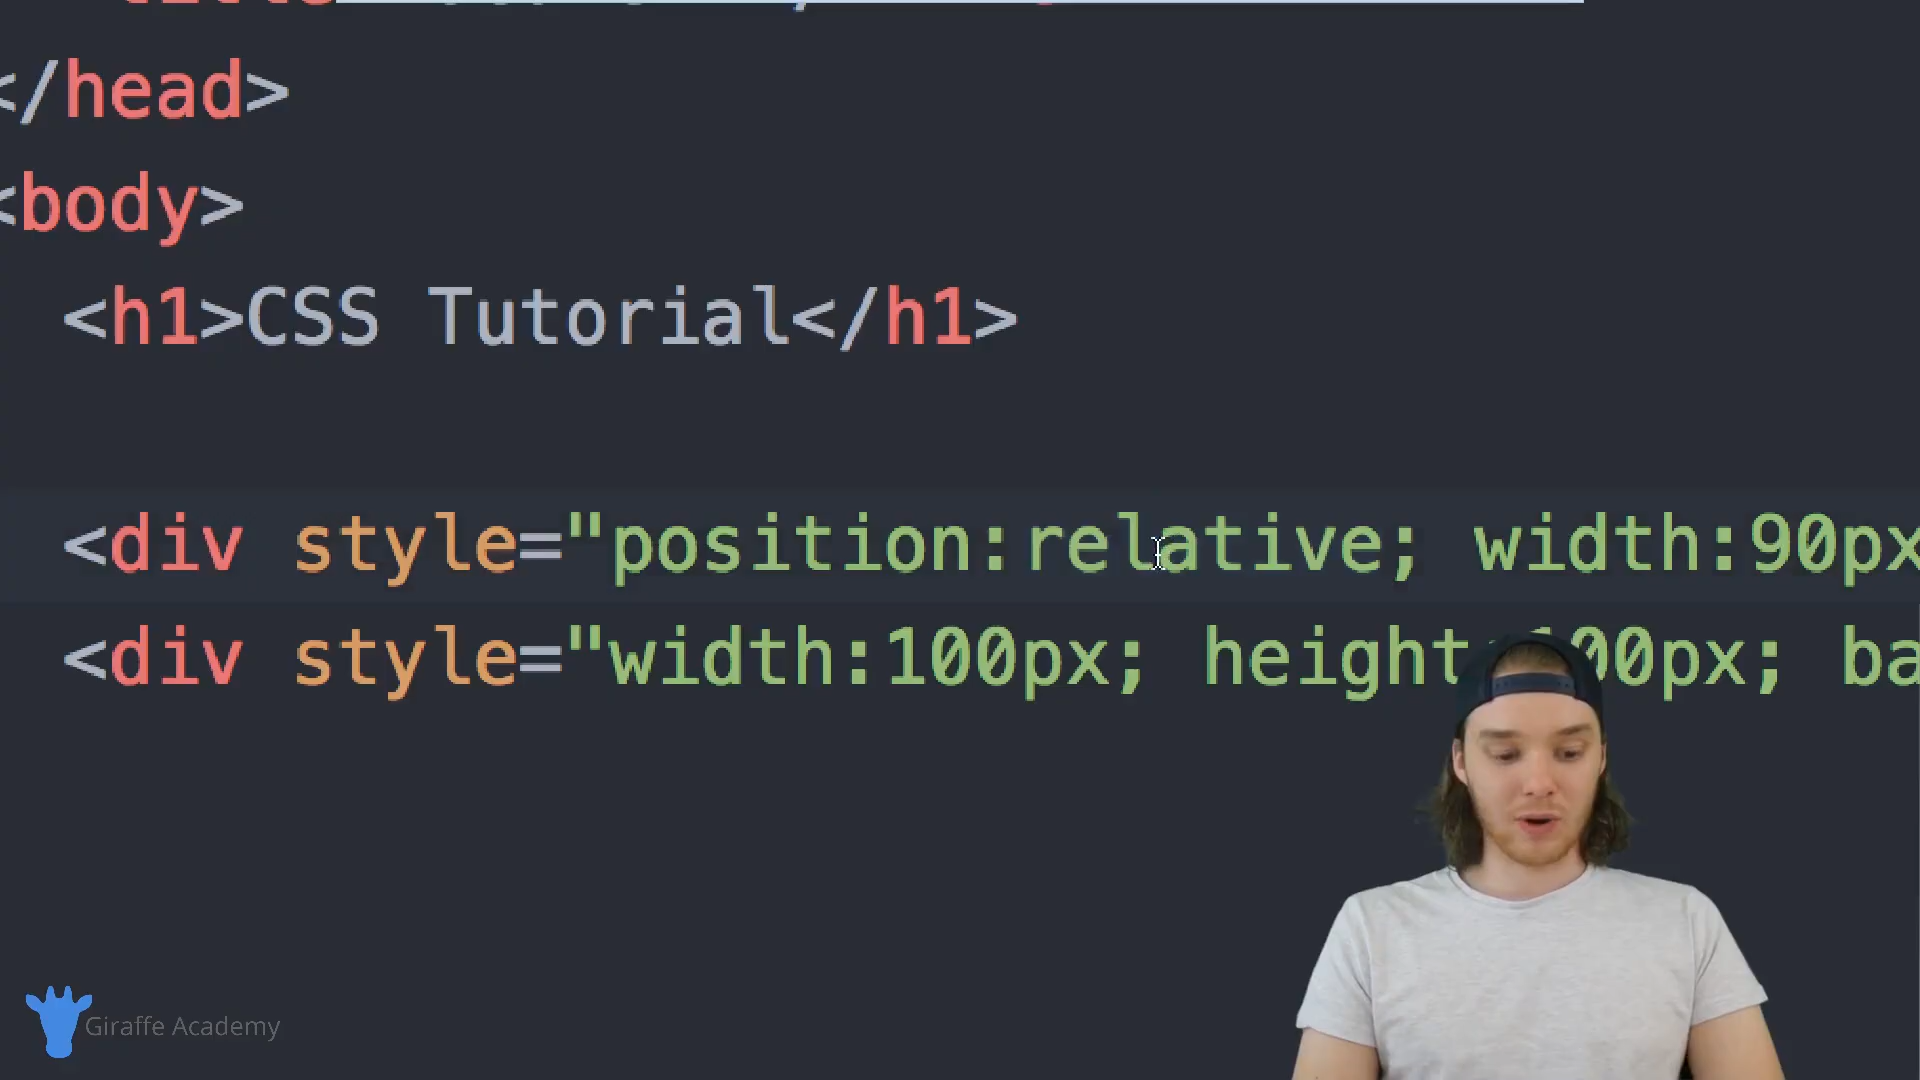 </head>
<body>
<h1>CSS Tutorial</h1>
<div style="position:relative; width:90px
<div style="width:100px; height:100px; ba
Giraffe Academy